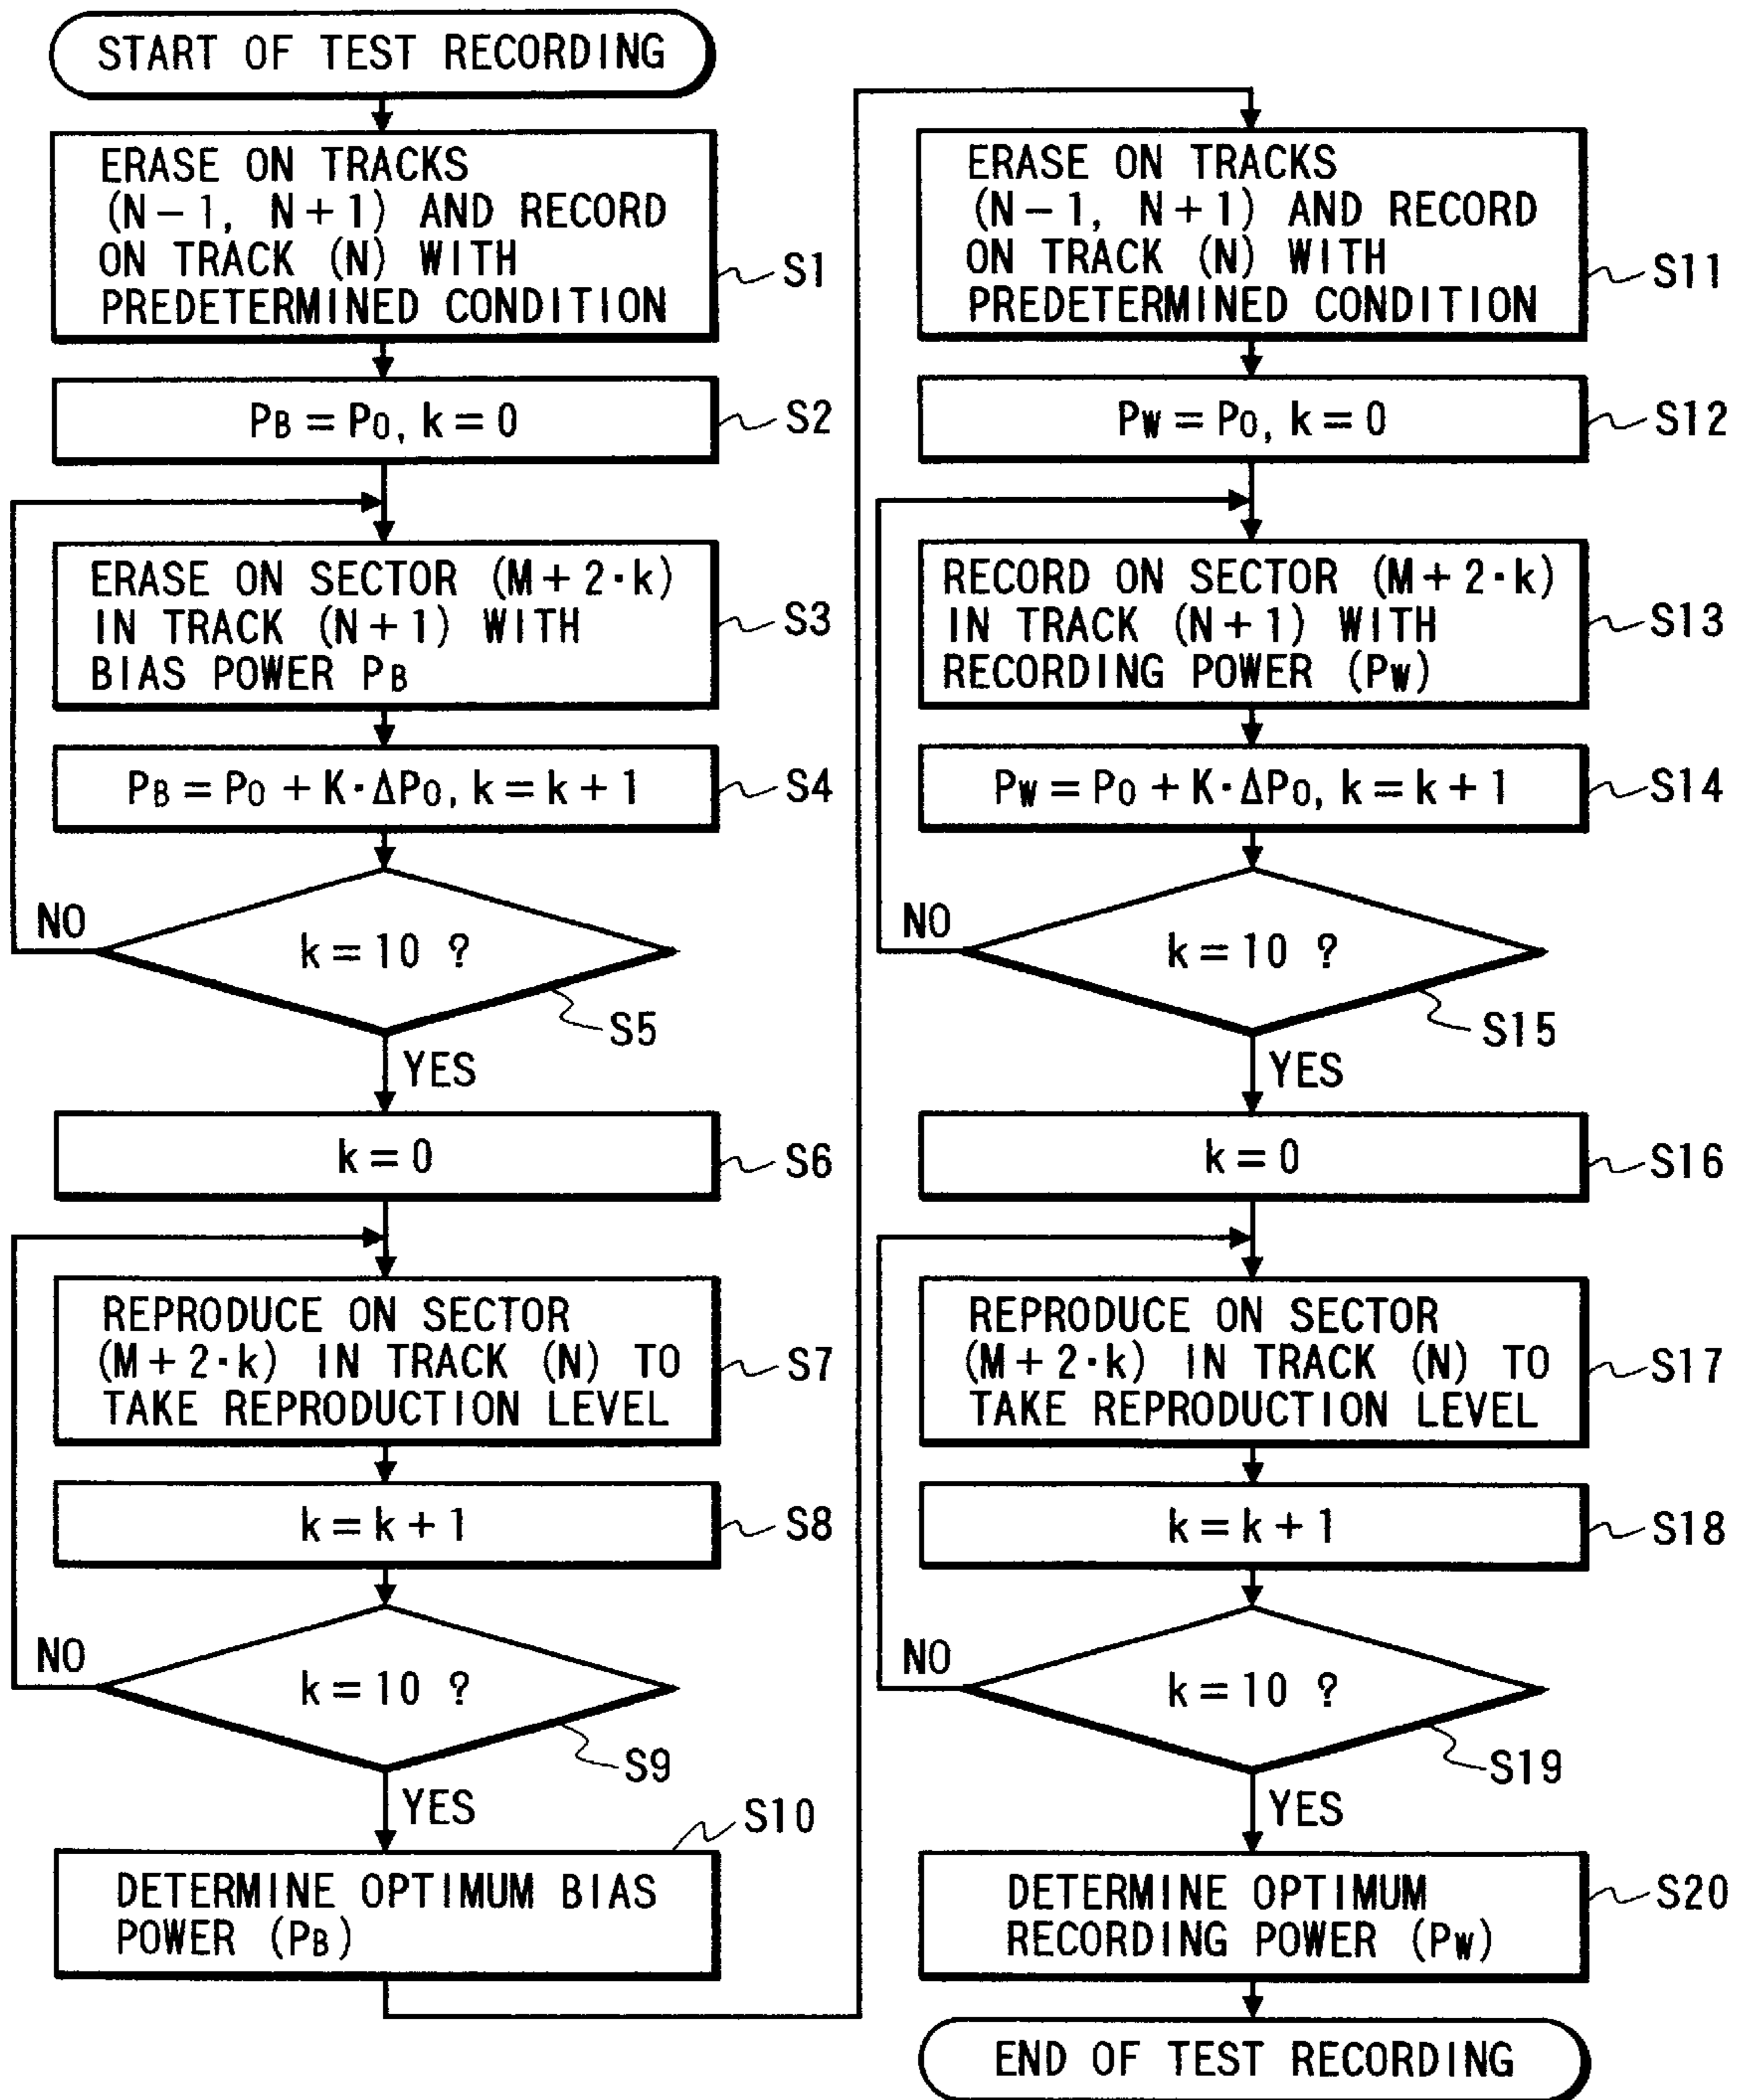 START OF TEST RECORDING
ERASE ON TRACKS
(N-1, N+1) AND RECORD
ON TRACK (N) WITH
PREDETERMINED CONDITION
S1
PB = P0, k = 0
S2
ERASE ON SECTOR (M+2·k)
IN TRACK (N+1) WITH
BIAS POWER PB
S3
PB = P0 + K·ΔP0, k = k + 1
S4
NO
k = 10 ?
S5
YES
k = 0
S6
REPRODUCE ON SECTOR
(M+2·k) IN TRACK (N) TO
TAKE REPRODUCTION LEVEL
S7
k = k + 1
S8
NO
k = 10 ?
S9
YES
S10
DETERMINE OPTIMUM BIAS
POWER (PB)
ERASE ON TRACKS
(N-1, N+1) AND RECORD
ON TRACK (N) WITH
PREDETERMINED CONDITION
S11
PW = P0, k = 0
S12
RECORD ON SECTOR (M+2·k)
IN TRACK (N+1) WITH
RECORDING POWER (PW)
S13
PW = P0 + K·ΔP0, k = k + 1
S14
NO
k = 10 ?
S15
YES
k = 0
S16
REPRODUCE ON SECTOR
(M+2·k) IN TRACK (N) TO
TAKE REPRODUCTION LEVEL
S17
k = k + 1
S18
NO
k = 10 ?
S19
YES
DETERMINE OPTIMUM
RECORDING POWER (PW)
S20
END OF TEST RECORDING